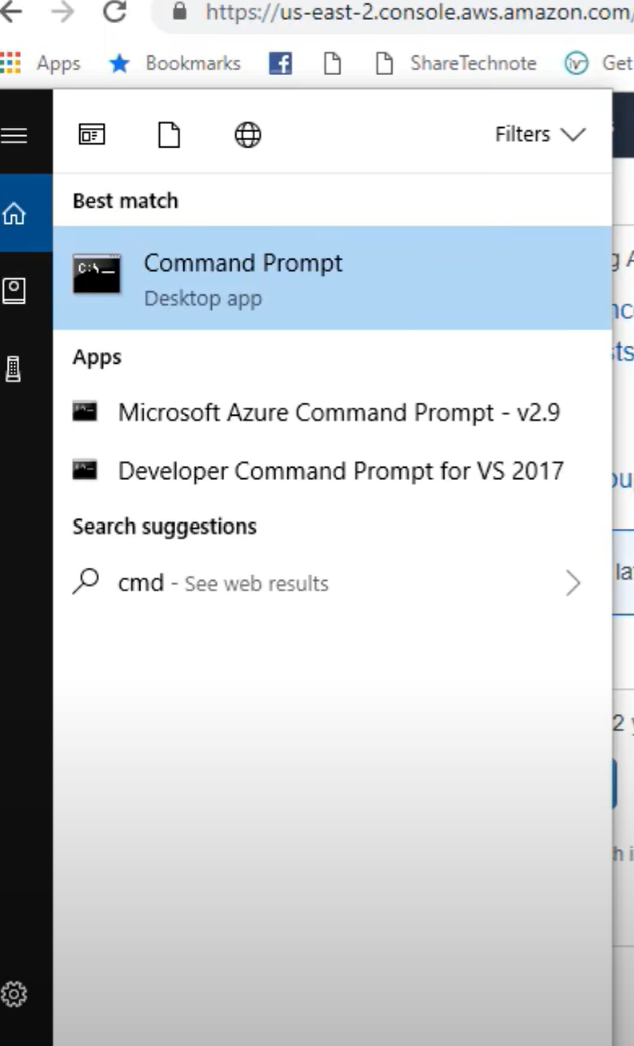 https://us-east-2.console.aws.amazon.com/
Apps
Bookmarks
ShareTechnote
Get
Filters
Best match
C:\
Command Prompt
Desktop app
Apps
Microsoft Azure Command Prompt - v2.9
Developer Command Prompt for VS 2017
Search suggestions
cmd - See web results